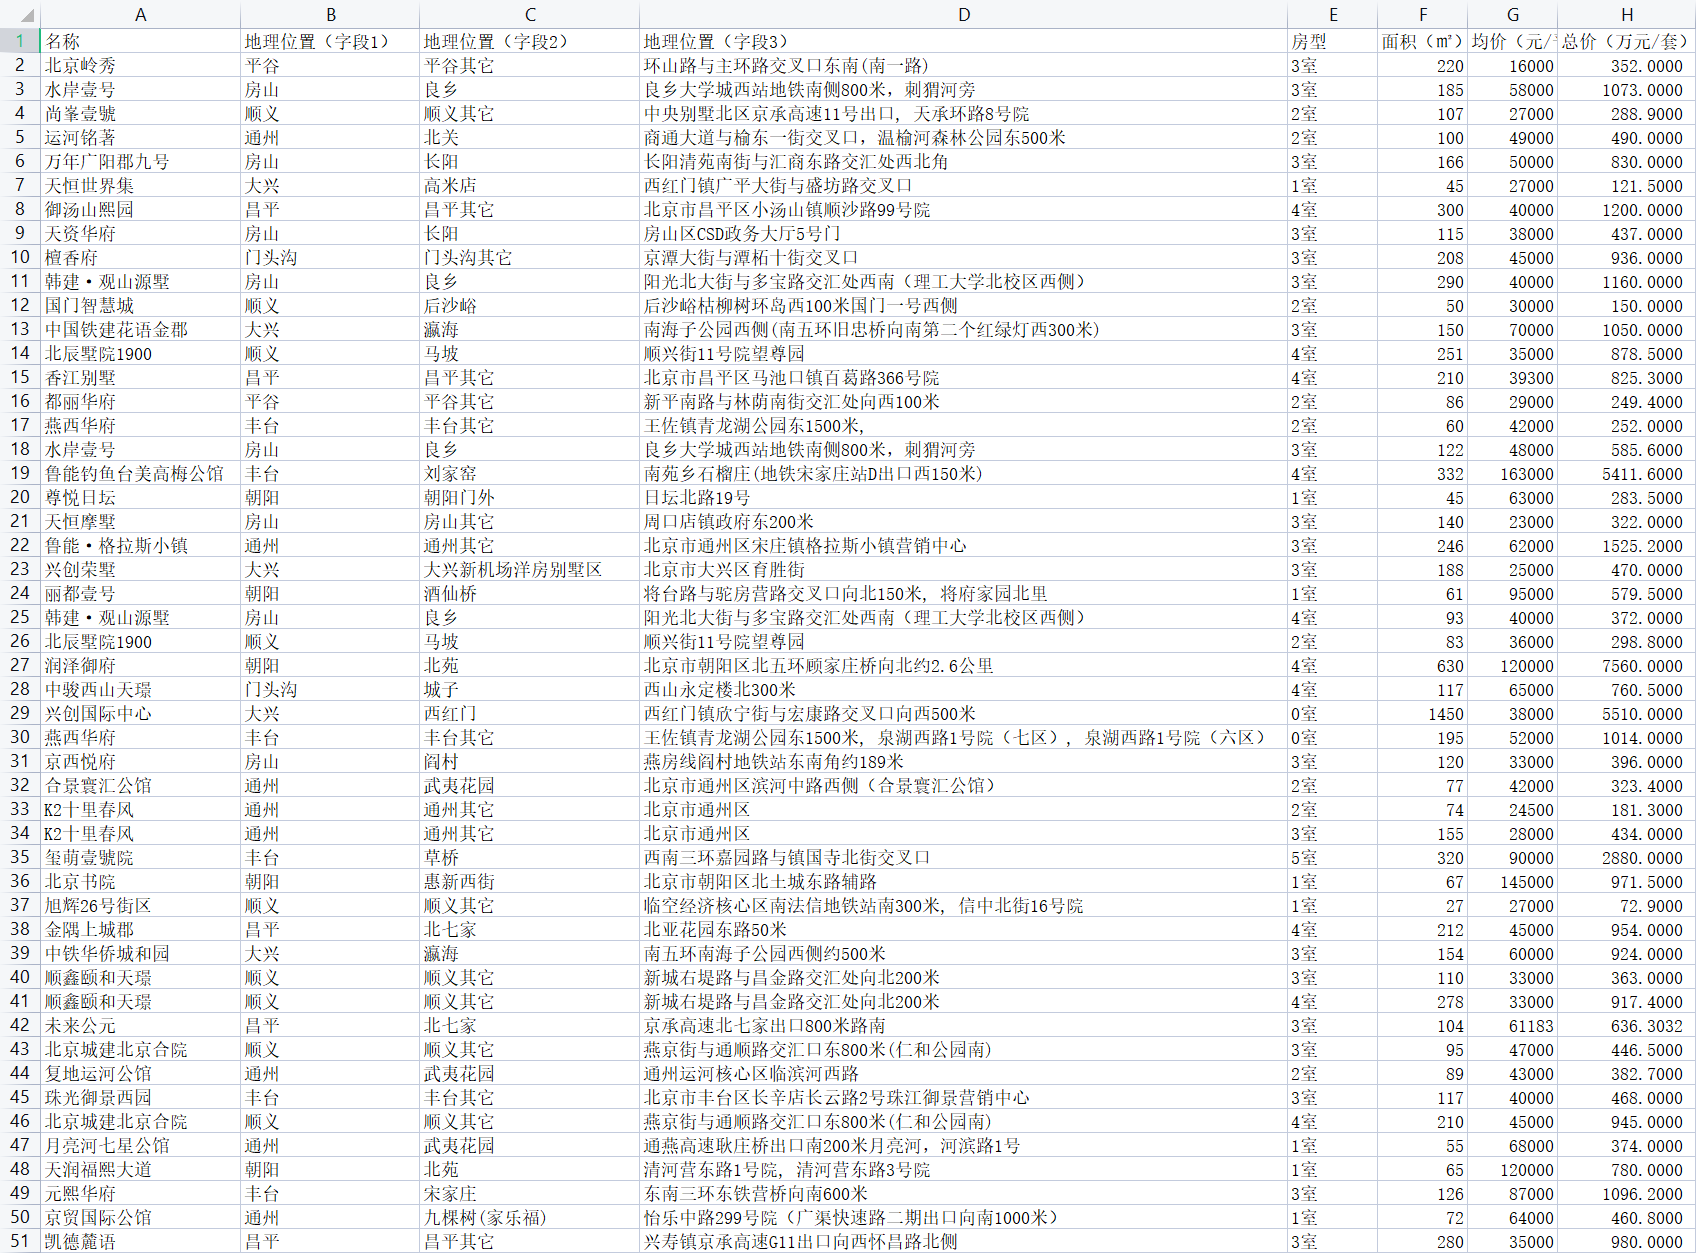 A B C D E F G H
1 名称 地理位置（字段1） 地理位置（字段2） 地理位置（字段3） 房型 面积（㎡） 均价（元/ 总价（万元/套）
2 北京岭秀 平谷 平谷其它 环山路与主环路交叉口东南(南一路) 3室 220 16000 352.0000
3 水岸壹号 房山 良乡 良乡大学城西站地铁南侧800米, 刺猬河旁 3室 185 58000 1073.0000
4 尚峯壹號 顺义 顺义其它 中央别墅北区京承高速11号出口, 天承环路8号院 2室 107 27000 288.9000
5 运河铭著 通州 北关 商通大道与榆东一街交叉口, 温榆河森林公园东500米 2室 100 49000 490.0000
6 万年广阳郡九号 房山 长阳 长阳清苑南街与汇商东路交汇处西北角 3室 166 50000 830.0000
7 天恒世界集 大兴 高米店 西红门镇广平大街与盛坊路交叉口 1室 45 27000 121.5000
8 御汤山熙园 昌平 昌平其它 北京市昌平区小汤山镇顺沙路99号院 4室 300 40000 1200.0000
9 天资华府 房山 长阳 房山区CSD政务大厅5号门 3室 115 38000 437.0000
10 檀香府 门头沟 门头沟其它 京潭大街与潭柘十街交叉口 3室 208 45000 936.0000
11 韩建·观山源墅 房山 良乡 阳光北大街与多宝路交汇处西南（理工大学北校区西侧） 3室 290 40000 1160.0000
12 国门智慧城 顺义 后沙峪 后沙峪枯柳树环岛西100米国门一号西侧 2室 50 30000 150.0000
13 中国铁建花语金郡 大兴 瀛海 南海子公园西侧(南五环旧忠桥向南第二个红绿灯西300米) 3室 150 70000 1050.0000
14 北辰墅院1900 顺义 马坡 顺兴街11号院望尊园 4室 251 35000 878.5000
15 香江别墅 昌平 昌平其它 北京市昌平区马池口镇百葛路366号院 4室 210 39300 825.3000
16 都丽华府 平谷 平谷其它 新平南路与林荫南街交汇处向西100米 2室 86 29000 249.4000
17 燕西华府 丰台 丰台其它 王佐镇青龙湖公园东1500米, 2室 60 42000 252.0000
18 水岸壹号 房山 良乡 良乡大学城西站地铁南侧800米, 刺猬河旁 3室 122 48000 585.6000
19 鲁能钓鱼台美高梅公馆 丰台 刘家窑 南苑乡石榴庄(地铁宋家庄站D出口西150米) 4室 332 163000 5411.6000
20 尊悦日坛 朝阳 朝阳门外 日坛北路19号 1室 45 63000 283.5000
21 天恒摩墅 房山 房山其它 周口店镇政府东200米 3室 140 23000 322.0000
22 鲁能·格拉斯小镇 通州 通州其它 北京市通州区宋庄镇格拉斯小镇营销中心 3室 246 62000 1525.2000
23 兴创荣墅 大兴 大兴新机场洋房别墅区 北京市大兴区育胜街 3室 188 25000 470.0000
24 丽都壹号 朝阳 酒仙桥 将台路与驼房营路交叉口向北150米, 将府家园北里 1室 61 95000 579.5000
25 韩建·观山源墅 房山 良乡 阳光北大街与多宝路交汇处西南（理工大学北校区西侧） 4室 93 40000 372.0000
26 北辰墅院1900 顺义 马坡 顺兴街11号院望尊园 2室 83 36000 298.8000
27 润泽御府 朝阳 北苑 北京市朝阳区北五环顾家庄桥向北约2.6公里 4室 630 120000 7560.0000
28 中骏西山天璟 门头沟 城子 西山永定楼北300米 4室 117 65000 760.5000
29 兴创国际中心 大兴 西红门 西红门镇欣宁街与宏康路交叉口向西500米 0室 1450 38000 5510.0000
30 燕西华府 丰台 丰台其它 王佐镇青龙湖公园东1500米, 泉湖西路1号院（七区）, 泉湖西路1号院（六区） 0室 195 52000 1014.0000
31 京西悦府 房山 阎村 燕房线阎村地铁站东南角约189米 3室 120 33000 396.0000
32 合景寰汇公馆 通州 武夷花园 北京市通州区滨河中路西侧（合景寰汇公馆） 2室 77 42000 323.4000
33 K2十里春风 通州 通州其它 北京市通州区 2室 74 24500 181.3000
34 K2十里春风 通州 通州其它 北京市通州区 3室 155 28000 434.0000
35 玺萌壹號院 丰台 草桥 西南三环嘉园路与镇国寺北街交叉口 5室 320 90000 2880.0000
36 北京书院 朝阳 惠新西街 北京市朝阳区北土城东路辅路 1室 67 145000 971.5000
37 旭辉26号街区 顺义 顺义其它 临空经济核心区南法信地铁站南300米, 信中北街16号院 1室 27 27000 72.9000
38 金隅上城郡 昌平 北七家 北亚花园东路50米 4室 212 45000 954.0000
39 中铁华侨城和园 大兴 瀛海 南五环南海子公园西侧约500米 3室 154 60000 924.0000
40 顺鑫颐和天璟 顺义 顺义其它 新城右堤路与昌金路交汇处向北200米 3室 110 33000 363.0000
41 顺鑫颐和天璟 顺义 顺义其它 新城右堤路与昌金路交汇处向北200米 4室 278 33000 917.4000
42 未来公元 昌平 北七家 京承高速北七家出口800米路南 3室 104 61183 636.3032
43 北京城建北京合院 顺义 顺义其它 燕京街与通顺路交汇口东800米(仁和公园南) 3室 95 47000 446.5000
44 复地运河公馆 通州 武夷花园 通州运河核心区临滨河西路 2室 89 43000 382.7000
45 珠光御景西园 丰台 丰台其它 北京市丰台区长辛店长云路2号珠江御景营销中心 3室 117 40000 468.0000
46 北京城建北京合院 顺义 顺义其它 燕京街与通顺路交汇口东800米(仁和公园南) 4室 210 45000 945.0000
47 月亮河七星公馆 通州 武夷花园 通燕高速耿庄桥出口南200米月亮河, 河滨路1号 1室 55 68000 374.0000
48 天润福熙大道 朝阳 北苑 清河营东路1号院, 清河营东路3号院 1室 65 120000 780.0000
49 元熙华府 丰台 宋家庄 东南三环东铁营桥向南600米 3室 126 87000 1096.2000
50 京贸国际公馆 通州 九棵树(家乐福) 怡乐中路299号院（广渠快速路二期出口向南1000米） 1室 72 64000 460.8000
51 凯德麓语 昌平 昌平其它 兴寿镇京承高速G11出口向西怀昌路北侧 3室 280 35000 980.0000